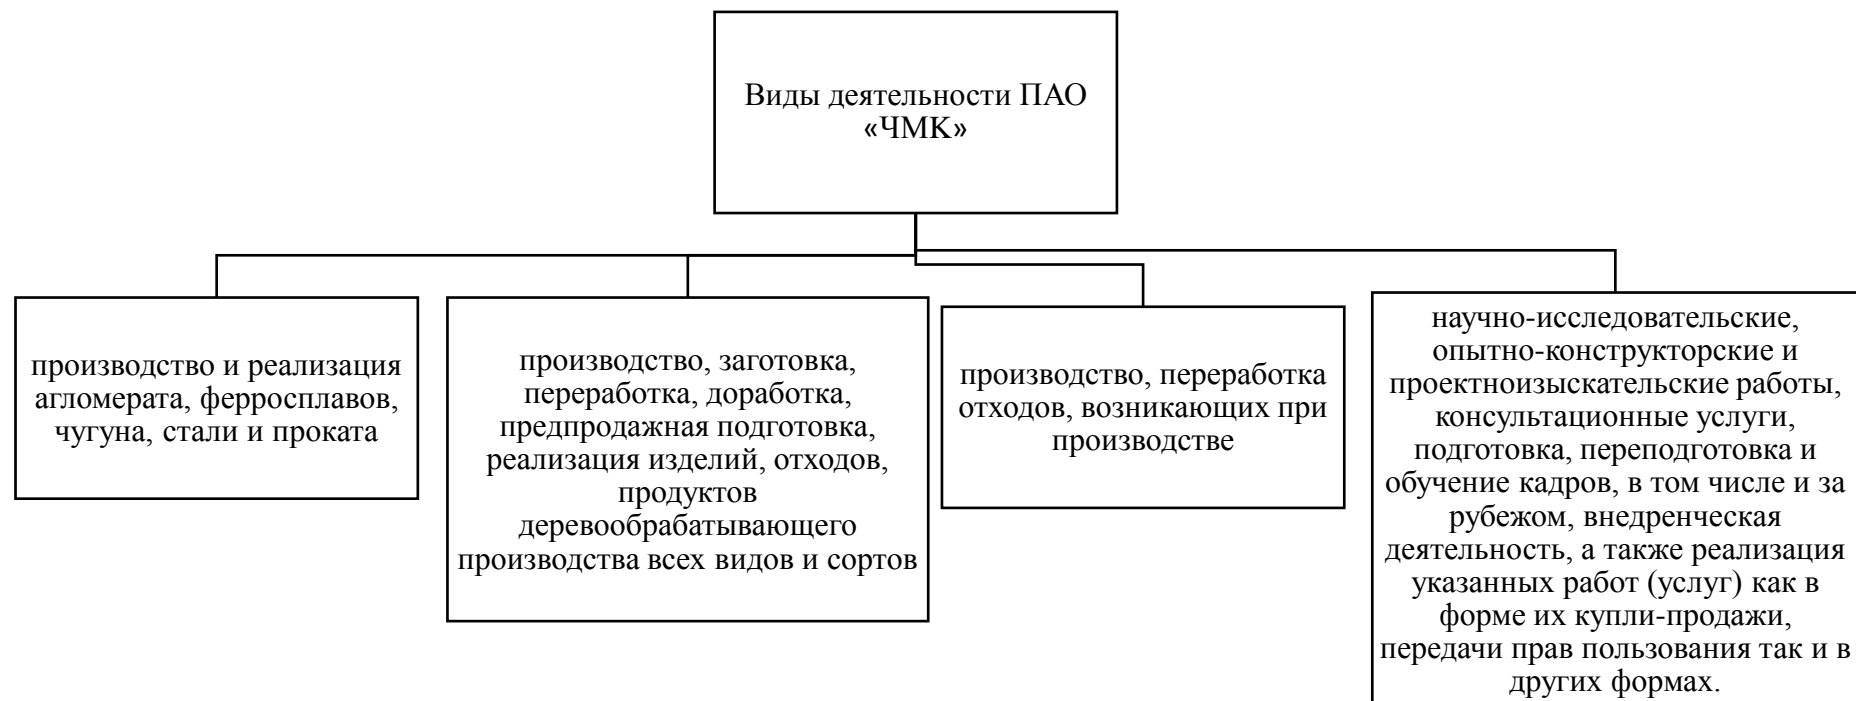 Виды деятельности ПАО
«ЧМК»
производство и реализация
агломерата, ферросплавов,
чугуна, стали и проката
производство, заготовка,
переработка, доработка,
предпродажная подготовка,
реализация изделий, отходов,
продуктов
деревообрабатывающего
производства всех видов и сортов
производство, переработка
отходов, возникающих при
производстве
научно-исследовательские,
опытно-конструкторские и
проектноизыскательские работы,
консультационные услуги,
подготовка, переподготовка и
обучение кадров, в том числе и за
рубежом, внедренческая
деятельность, а также реализация
указанных работ (услуг) как в
форме их купли-продажи,
передачи прав пользования так и в
других формах.